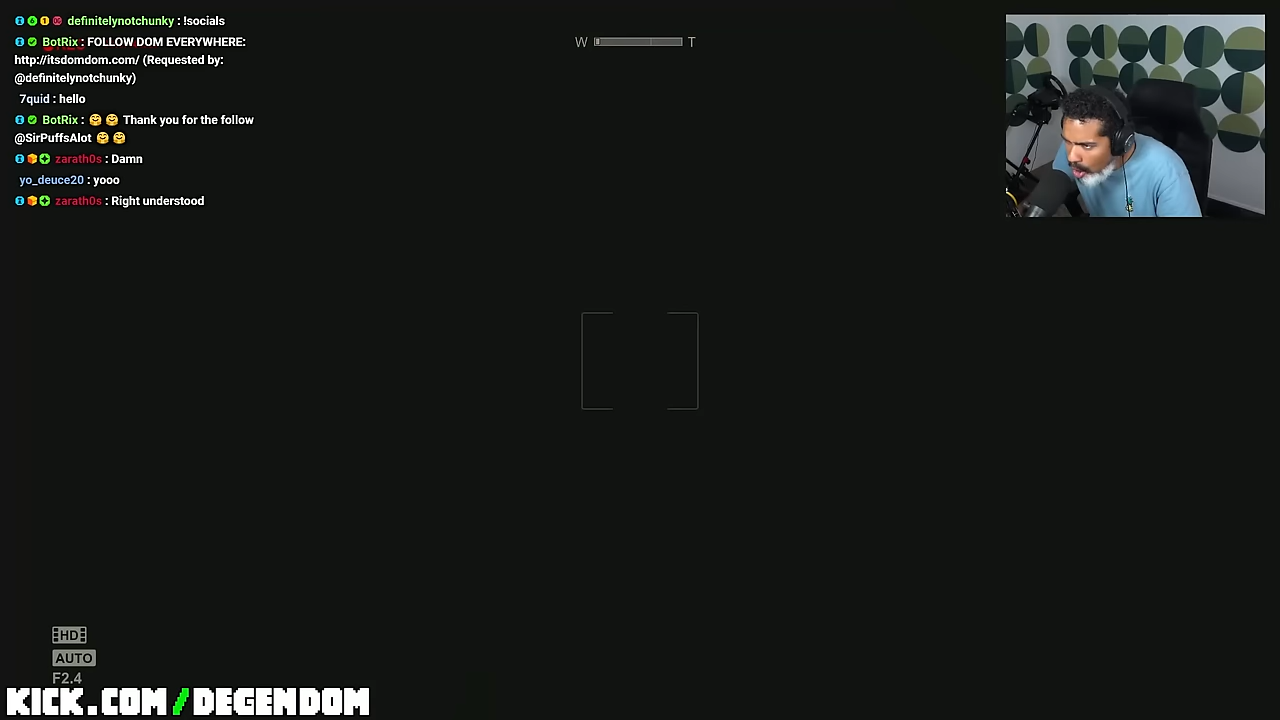 definitelynotchunky : !socials
BotRix : FOLLOW DOM EVERYWHERE:
http://itsdomdom.com/ (Requested by:
@definitelynotchunky)
7quid : hello
BotRix : 🤗 🤗 Thank you for the follow
@SirPuffsAlot 🤗 🤗
zarath0s : Damn
yo_deuce20 : yooo
zarath0s : Right understood
W T
HD
AUTO
F2.4
KICK.COM/DEGENDOM